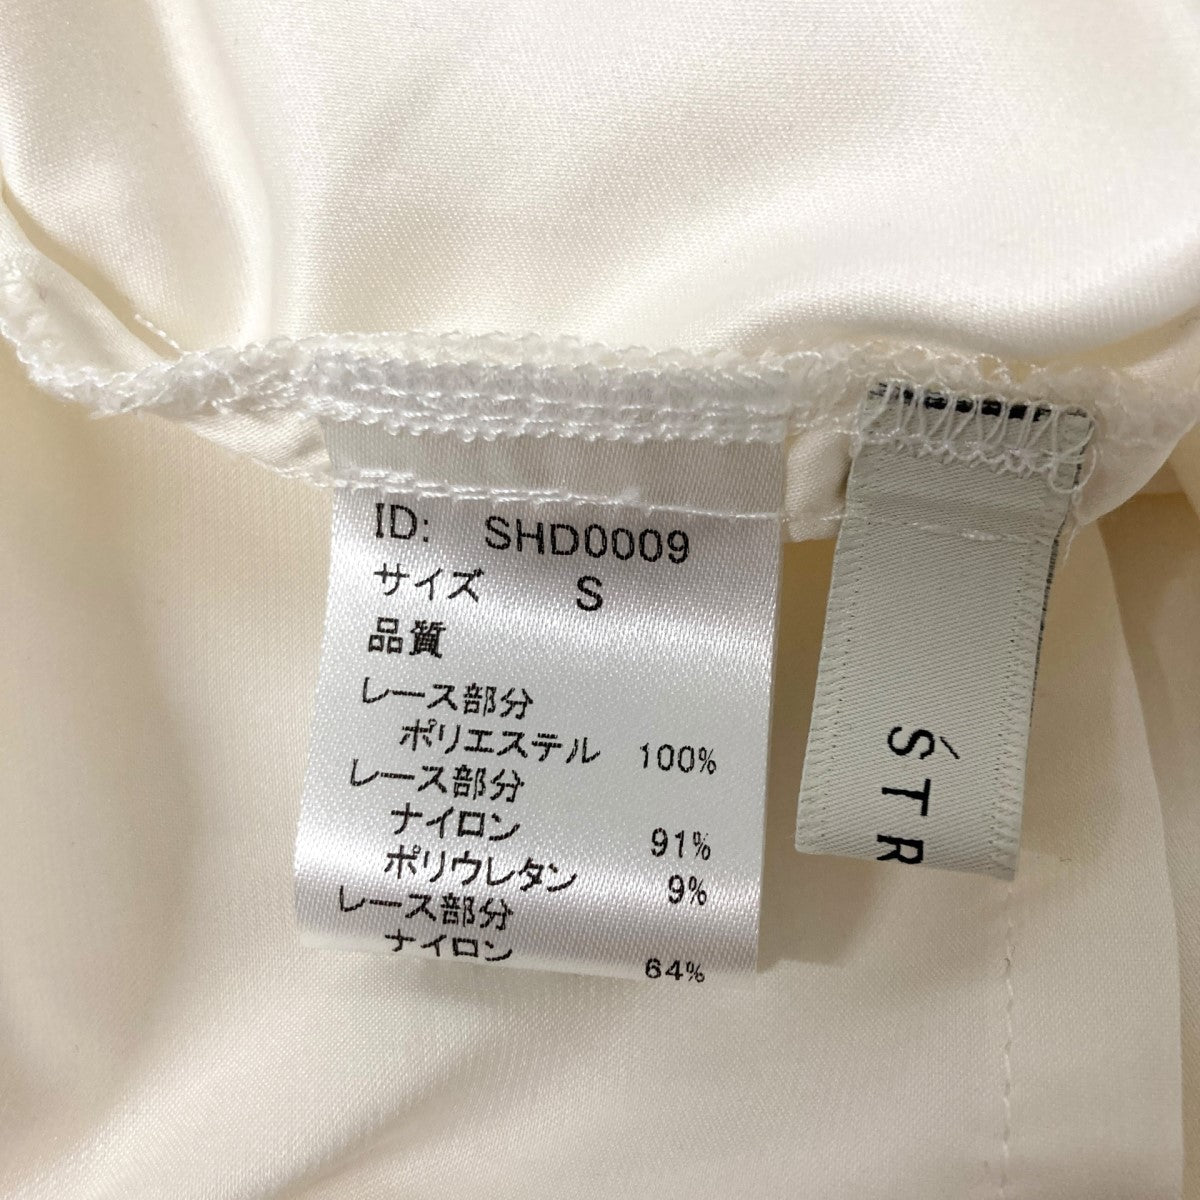 ID: SHD0009
サイズ S
品質
レース部分
ポリエステル 100%
レース部分
ナイロン 91%
ポリウレタン 9%
レース部分
ナイロン 64%
ŚTR